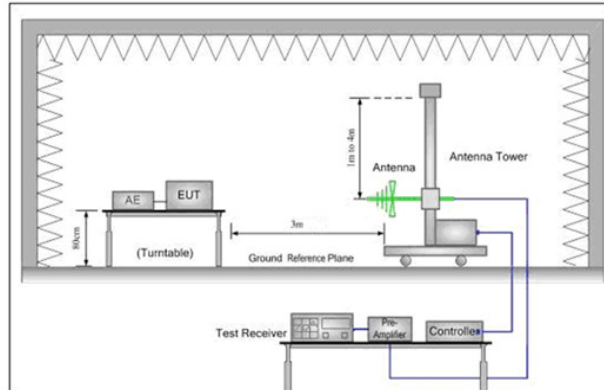 1m to 4m
Antenna
Antenna Tower
AE
EUT
80cm
(Turntable)
3m
Ground Reference Plane
Test Receiver
Pre-
Amplifier
Controller